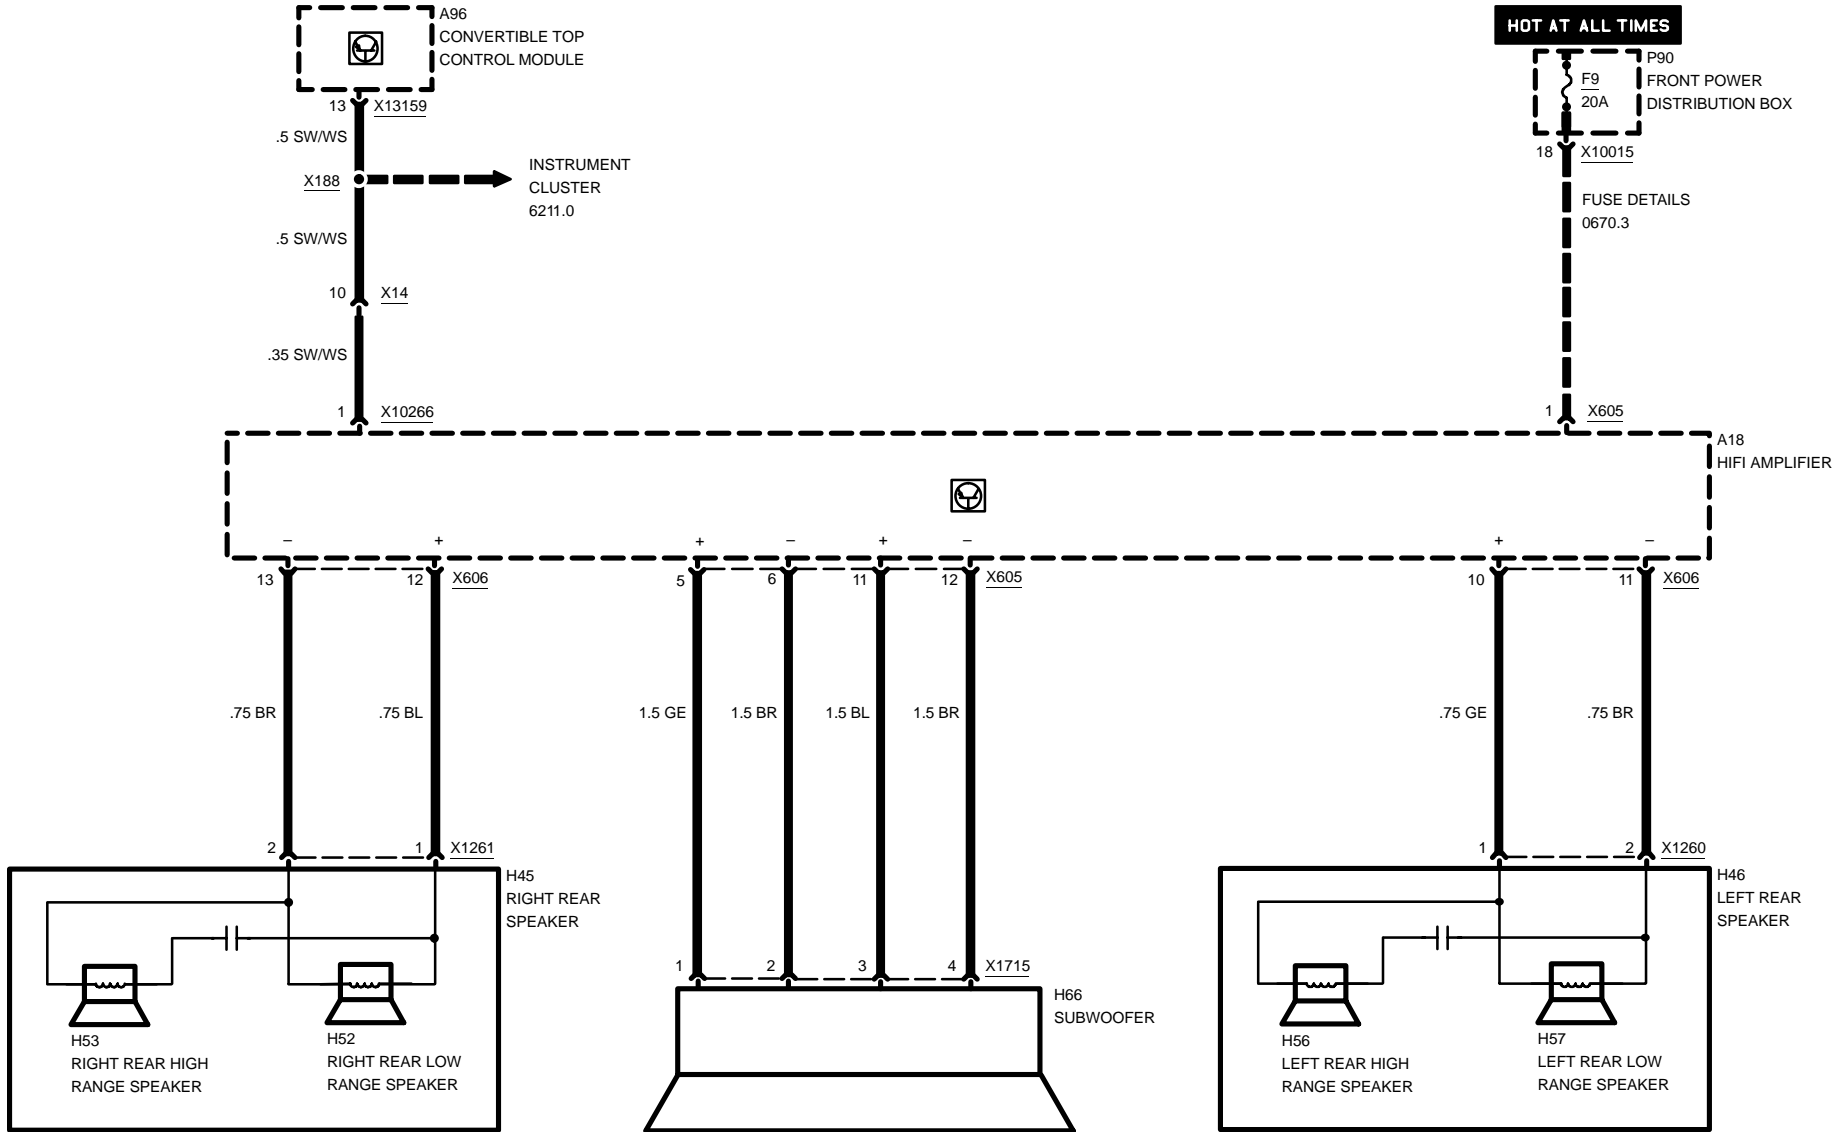 A96
CONVERTIBLE TOP
CONTROL MODULE
HOT AT ALL TIMES
P90
FRONT POWER
DISTRIBUTION BOX
F9
20A
13 X13159
18 X10015
.5 SW/WS
X188
INSTRUMENT
CLUSTER
6211.0
FUSE DETAILS
0670.3
.5 SW/WS
10 X14
.35 SW/WS
1 X10266
1 X605
A18
HIFI AMPLIFIER
– + + – + – + –
13 12 X606 5 6 11 12 X605 10 11 X606
.75 BR .75 BL 1.5 GE 1.5 BR 1.5 BL 1.5 BR .75 GE .75 BR
2 1 X1261 1 2 X1260
H45
RIGHT REAR
SPEAKER
H46
LEFT REAR
SPEAKER
1 2 3 4 X1715
H66
SUBWOOFER
H53
RIGHT REAR HIGH
RANGE SPEAKER
H52
RIGHT REAR LOW
RANGE SPEAKER
H56
LEFT REAR HIGH
RANGE SPEAKER
H57
LEFT REAR LOW
RANGE SPEAKER